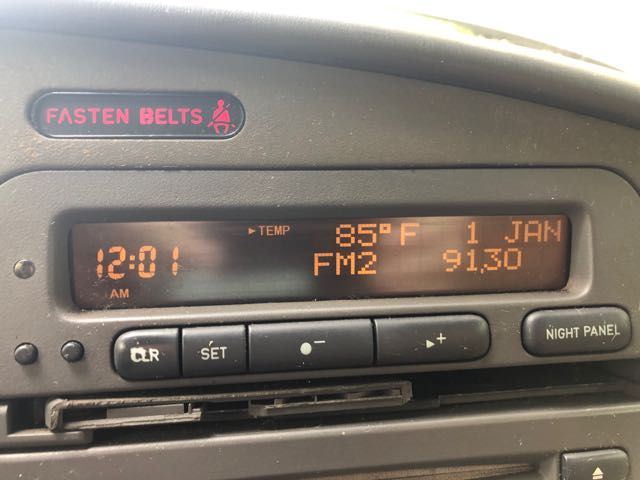 FASTEN BELTS
▸TEMP 85°F 1 JAN
12:01 FM2 91,30
AM
CLR SET ●− ▸+ NIGHT PANEL